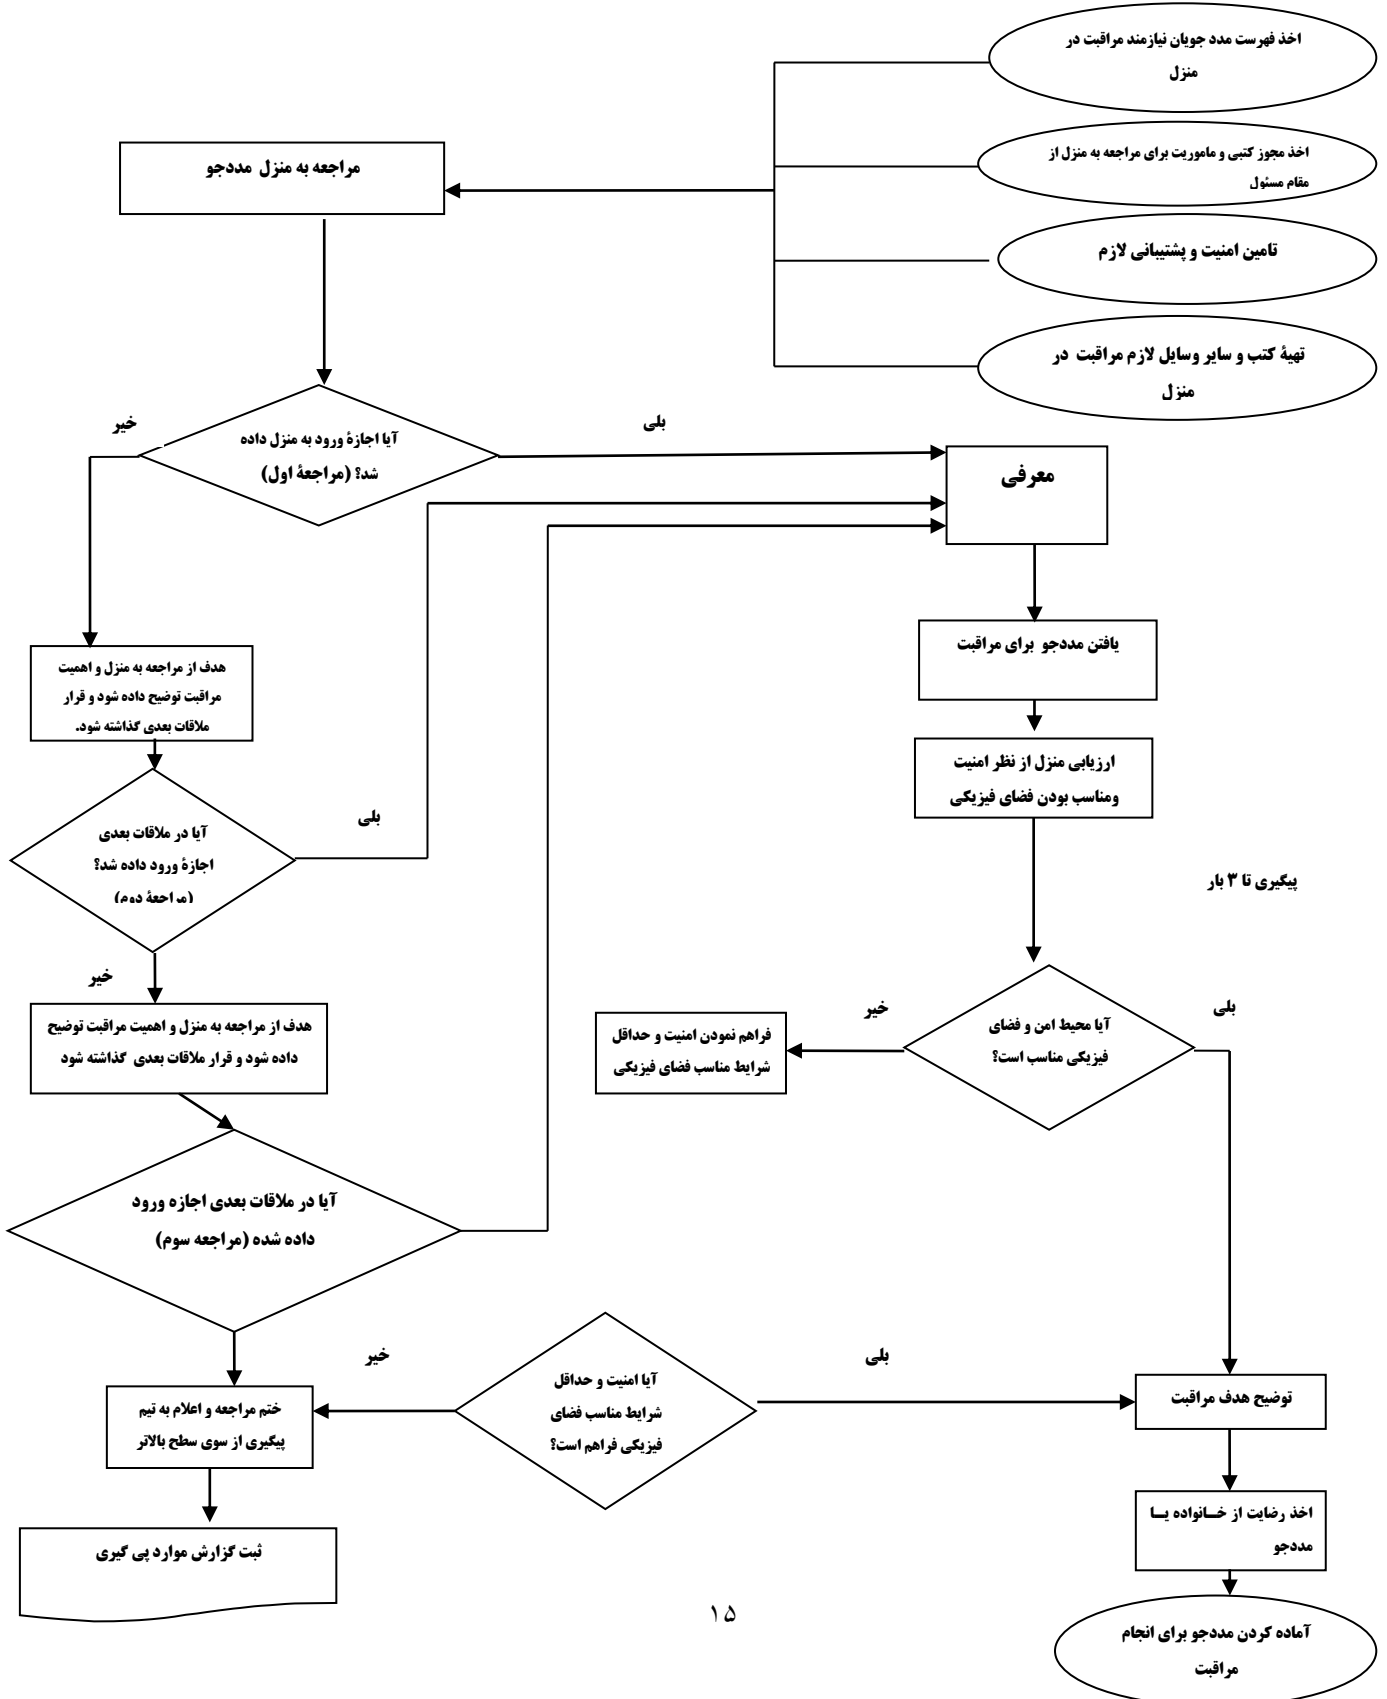 اخذ فهرست مدد جویان نیازمند مراقبت در
منزل
اخذ مجوز کتبی و ماموریت برای مراجعه به منزل از
مقام مسئول
مراجعه به منزل مددجو
تامین امنیت و پشتیبانی لازم
تهیهٔ کتب و سایر وسایل لازم مراقبت در
منزل
بلی
خیر
آیا اجازهٔ ورود به منزل داده
شد؟ (مراجعهٔ اول)
معرفی
یافتن مددجو برای مراقبت
هدف از مراجعه به منزل و اهمیت
مراقبت توضیح داده شود و قرار
ملاقات بعدی گذاشته شود.
ارزیابی منزل از نظر امنیت
ومناسب بودن فضای فیزیکی
بلی
آیا در ملاقات بعدی
اجازهٔ ورود داده شد؟
(مراجعهٔ دوم)
پیگیری تا ۳ بار
خیر
بلی
خیر
آیا محیط امن و فضای
فیزیکی مناسب است؟
فراهم نمودن امنیت و حداقل
شرایط مناسب فضای فیزیکی
هدف از مراجعه به منزل و اهمیت مراقبت توضیح
داده شود و قرار ملاقات بعدی گذاشته شود
آیا در ملاقات بعدی اجازه ورود
داده شده (مراجعه سوم)
بلی
خیر
آیا امنیت و حداقل
شرایط مناسب فضای
فیزیکی فراهم است؟
توضیح هدف مراقبت
ختم مراجعه و اعلام به تیم
پیگیری از سوی سطح بالاتر
اخذ رضایت از خـانواده یـا
مددجو
ثبت گزارش موارد پی گیری
آماده کردن مددجو برای انجام
مراقبت
۱۵